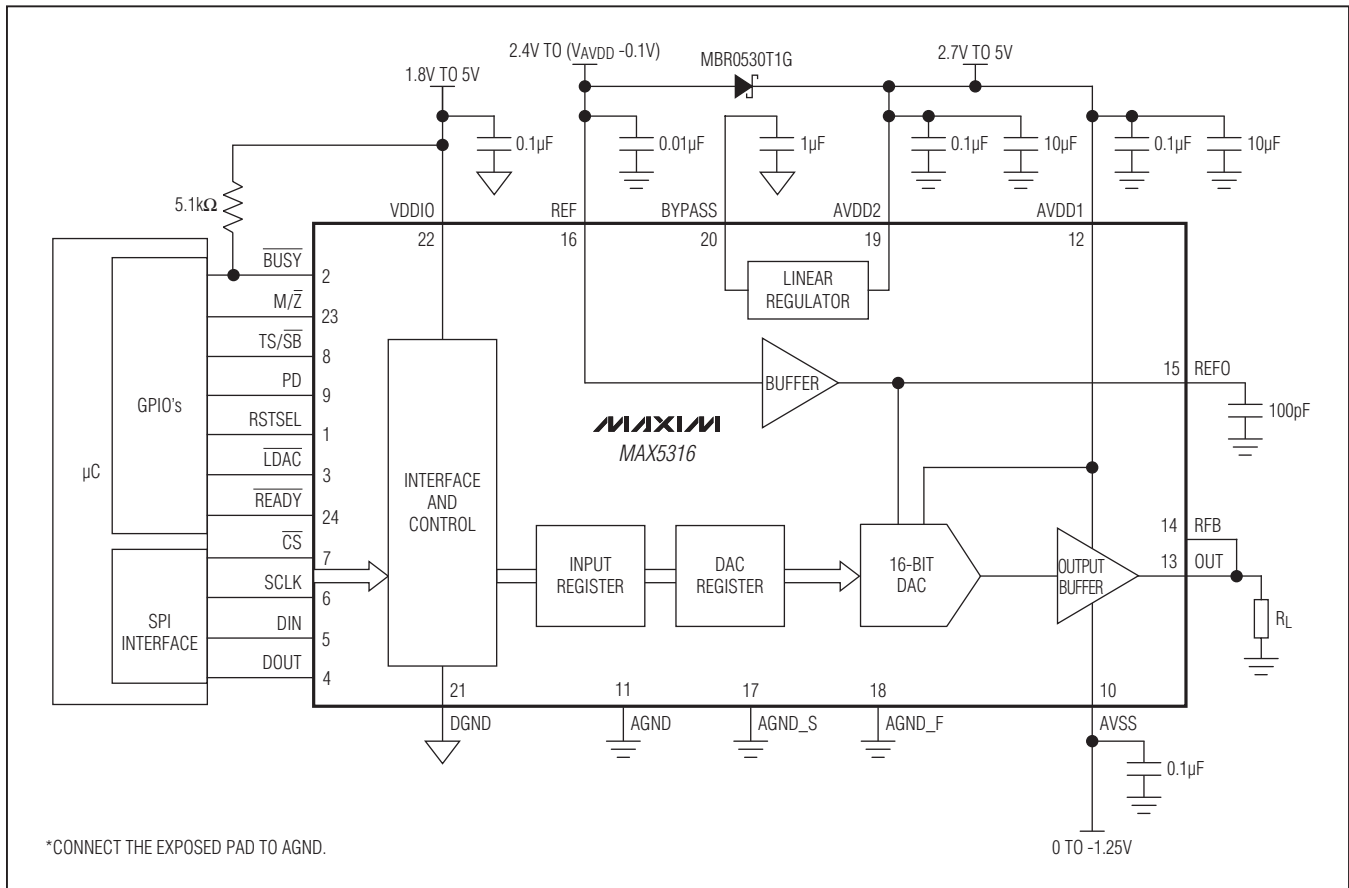 2.4V TO (VAVDD -0.1V)
MBR0530T1G
2.7V TO 5V
1.8V TO 5V
0.1µF
0.01µF
1µF
0.1µF
10µF
0.1µF
10µF
5.1kΩ
VDDIO
REF
BYPASS
AVDD2
AVDD1
22
16
20
19
12
µC
GPIO's
SPI
INTERFACE
B̅U̅S̅Y̅
2
M/Z̅
23
TS/S̅B̅
8
PD
9
RSTSEL
1
L̅D̅A̅C̅
3
R̅E̅A̅D̅Y̅
24
C̅S̅
7
SCLK
6
DIN
5
DOUT
4
LINEAR
REGULATOR
BUFFER
15
REFO
100pF
MAXIM
MAX5316
INTERFACE
AND
CONTROL
INPUT
REGISTER
DAC
REGISTER
16-BIT
DAC
OUTPUT
BUFFER
14
RFB
13
OUT
RL
21
11
17
18
10
DGND
AGND
AGND_S
AGND_F
AVSS
0.1µF
0 TO -1.25V
*CONNECT THE EXPOSED PAD TO AGND.